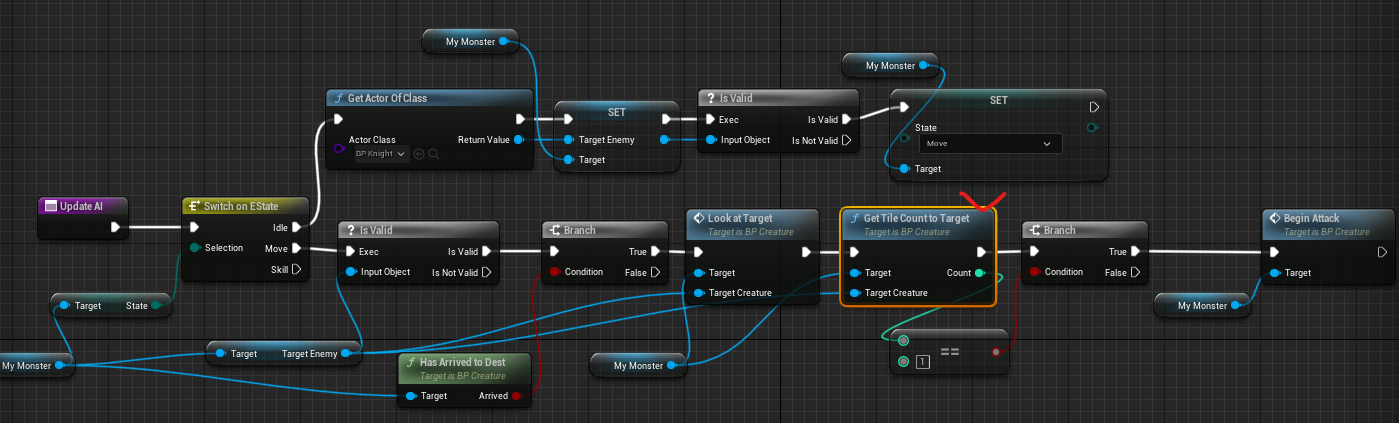 My Monster
My Monster
Get Actor Of Class
Actor Class
BP Knight
Return Value
SET
Target Enemy
Target
Is Valid
Exec
Is Valid
Input Object
Is Not Valid
SET
State
Move
Target
Update AI
Switch on EState
Idle
Selection
Move
Skill
Is Valid
Exec
Is Valid
Input Object
Is Not Valid
Branch
True
Condition
False
Look at Target
Target is BP Creature
Target
Target Creature
Get Tile Count to Target
Target is BP Creature
Target
Count
Target Creature
Branch
True
Condition
False
Begin Attack
Target is BP Creature
Target
Target
State
My Monster
My Monster
Target
Target Enemy
Has Arrived to Dest
Target is BP Creature
Target
Arrived
My Monster
1
==